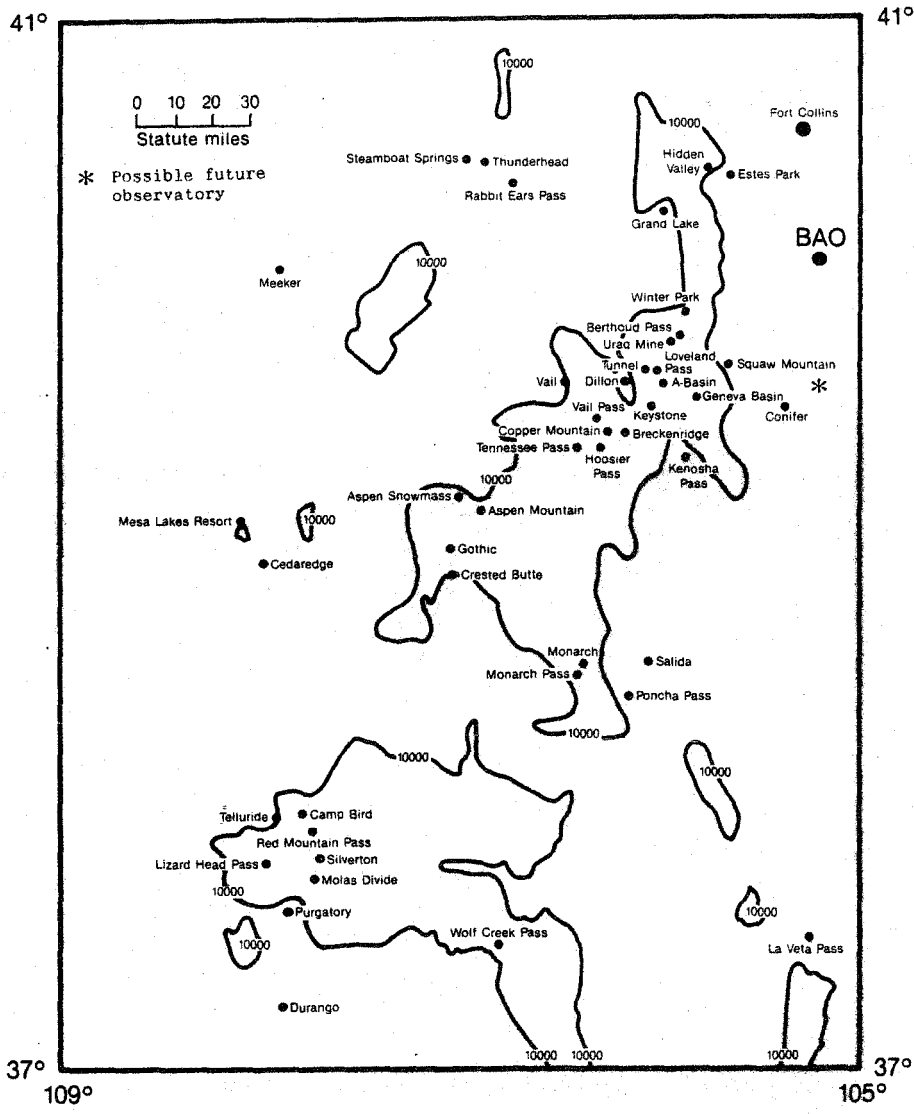 41°
41°
10000
0 10 20 30
Statute miles
* Possible future
observatory
Fort Collins
10000
Steamboat Springs
Thunderhead
Rabbit Ears Pass
Hidden
Valley
Estes Park
Grand Lake
BAO
10000
Meeker
Winter Park
Berthoud Pass
Urad Mine
Loveland
Pass
Tunnel
Squaw Mountain
*
Vail
Dillon
A-Basin
Geneva Basin
Vail Pass
Keystone
Conifer
Copper Mountain
Breckenridge
Tennessee Pass
Hoosier
Pass
Kenosha
Pass
10000
Aspen Snowmass
Aspen Mountain
Mesa Lakes Resort
10000
Gothic
Cedaredge
Crested Butte
Monarch
Salida
Monarch Pass
Poncha Pass
10000
10000
10000
Telluride
Camp Bird
Red Mountain Pass
Lizard Head Pass
Silverton
Molas Divide
10000
Purgatory
10000
10000
Wolf Creek Pass
La Veta Pass
Durango
10000
10000
10000
37°
37°
109°
105°